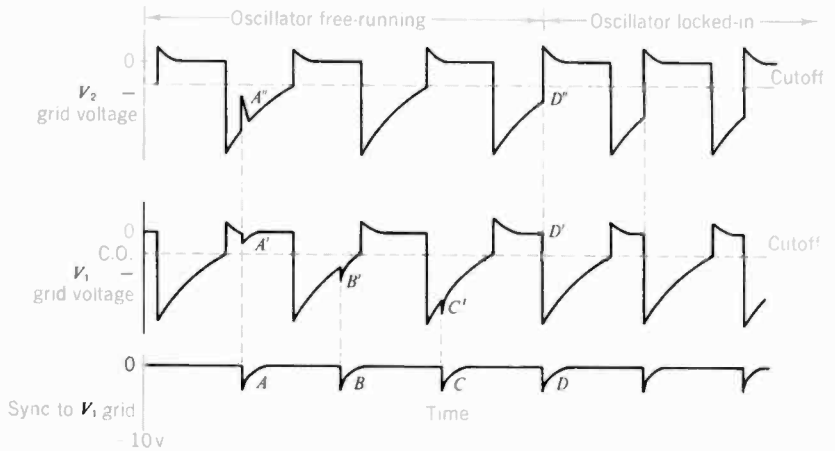 Oscillator free-running
Oscillator locked-in
0
Cutoff
V₂ –
grid voltage
A"
D"
0
C.O.
Cutoff
V₁ –
grid voltage
A'
B'
C'
D'
0
A
B
C
D
Sync to V₁ grid
Time
- 10v